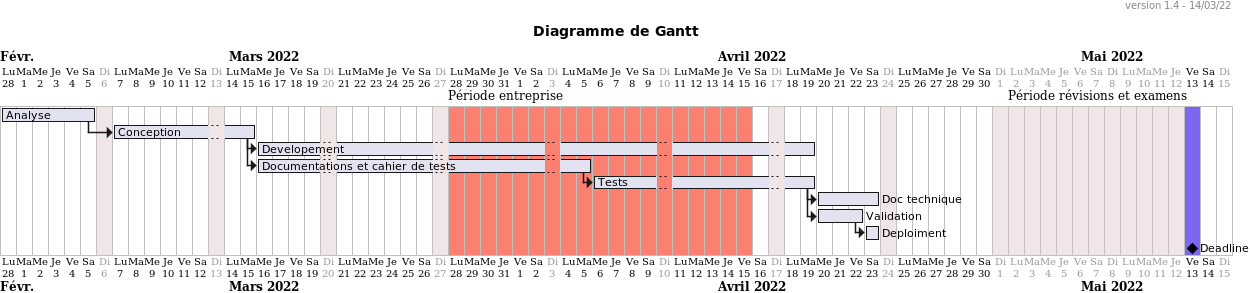 version 1.4 - 14/03/22
Diagramme de Gantt
Févr. Mars 2022 Avril 2022 Mai 2022
Lu Ma Me Je Ve Sa Di Lu Ma Me Je Ve Sa Di Lu Ma Me Je Ve Sa Di Lu Ma Me Je Ve Sa Di Lu Ma Me Je Ve Sa Di Lu Ma Me Je Ve Sa Di Lu Ma Me Je Ve Sa Di Lu Ma Me Je Ve Sa Di Lu Ma Me Je Ve Sa Di Lu Ma Me Je Ve Sa Di Lu Ma Me Je Ve Sa Di
28 1 2 3 4 5 6 7 8 9 10 11 12 13 14 15 16 17 18 19 20 21 22 23 24 25 26 27 28 29 30 31 1 2 3 4 5 6 7 8 9 10 11 12 13 14 15 16 17 18 19 20 21 22 23 24 25 26 27 28 29 30 1 2 3 4 5 6 7 8 9 10 11 12 13 14 15
Période entreprise Période révisions et examens
Analyse
Conception
Developement
Documentations et cahier de tests
Tests
Doc technique
Validation
Deploiment
Deadline
Lu Ma Me Je Ve Sa Di Lu Ma Me Je Ve Sa Di Lu Ma Me Je Ve Sa Di Lu Ma Me Je Ve Sa Di Lu Ma Me Je Ve Sa Di Lu Ma Me Je Ve Sa Di Lu Ma Me Je Ve Sa Di Lu Ma Me Je Ve Sa Di Lu Ma Me Je Ve Sa Di Lu Ma Me Je Ve Sa Di Lu Ma Me Je Ve Sa Di
28 1 2 3 4 5 6 7 8 9 10 11 12 13 14 15 16 17 18 19 20 21 22 23 24 25 26 27 28 29 30 31 1 2 3 4 5 6 7 8 9 10 11 12 13 14 15 16 17 18 19 20 21 22 23 24 25 26 27 28 29 30 1 2 3 4 5 6 7 8 9 10 11 12 13 14 15
Févr. Mars 2022 Avril 2022 Mai 2022